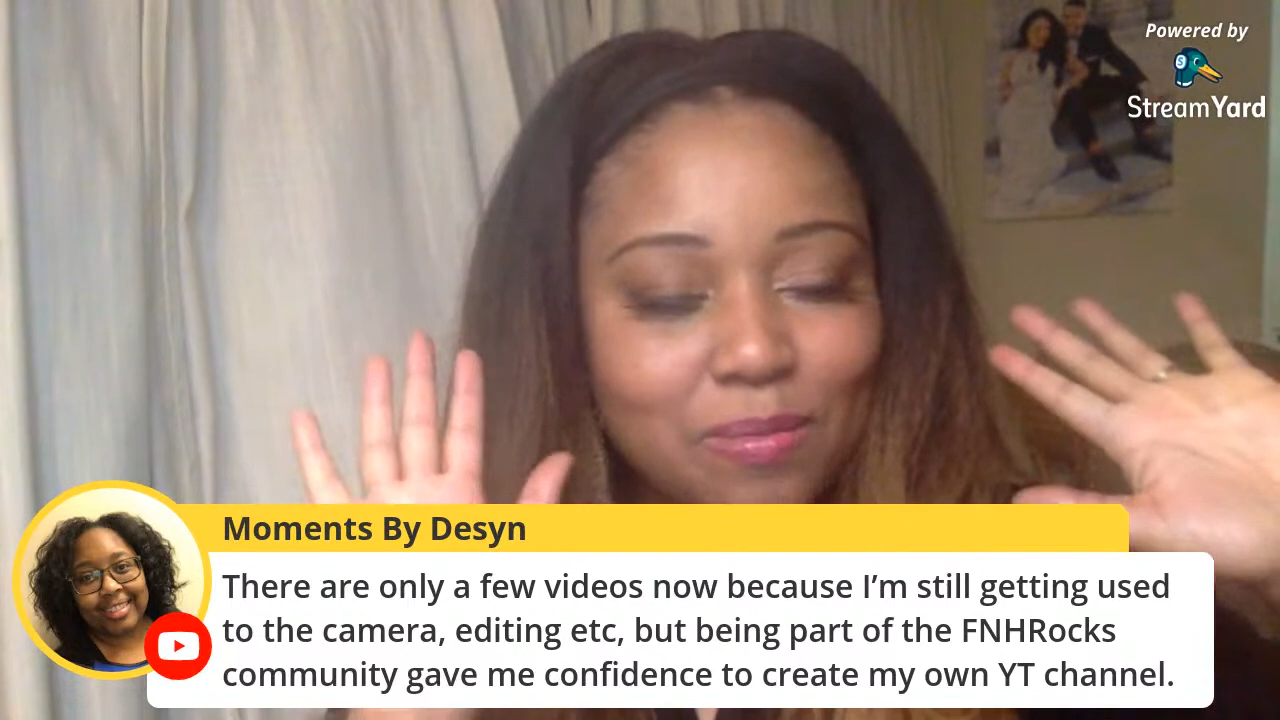 Powered by
StreamYard
Moments By Desyn
There are only a few videos now because I’m still getting used
to the camera, editing etc, but being part of the FNHRocks
community gave me confidence to create my own YT channel.